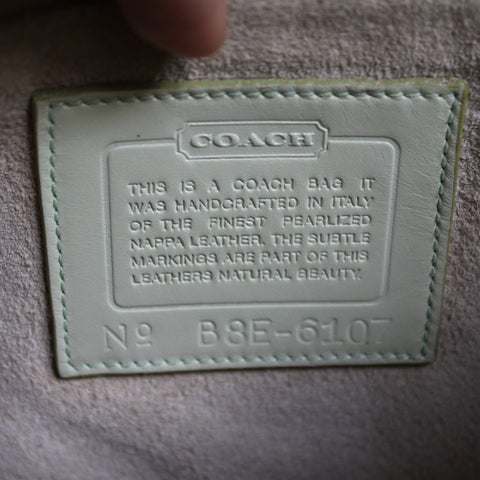 COACH
THIS IS A COACH BAG IT
WAS HANDCRAFTED IN ITALY
OF THE FINEST PEARLIZED
NAPPA LEATHER. THE SUBTLE
MARKINGS ARE PART OF THIS
LEATHERS NATURAL BEAUTY.
Nº B8E-6107